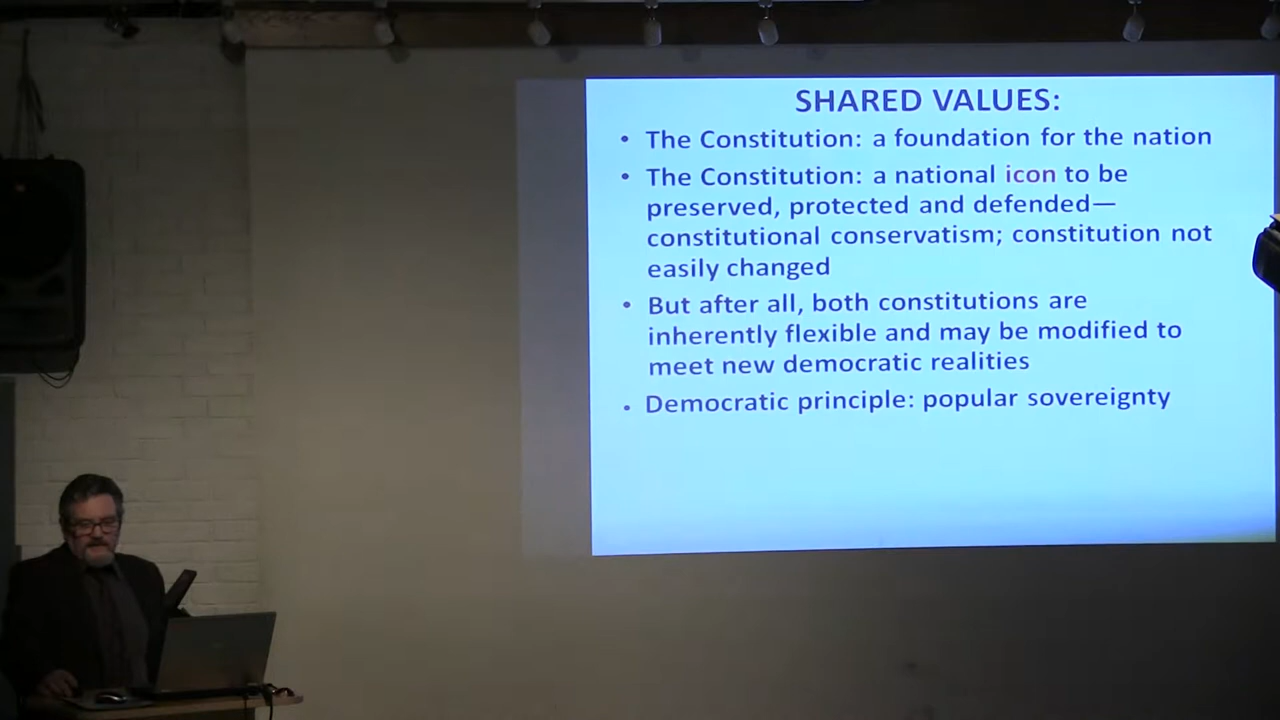 SHARED VALUES:
• The Constitution: a foundation for the nation
• The Constitution: a national icon to be
preserved, protected and defended—
constitutional conservatism; constitution not
easily changed
• But after all, both constitutions are
inherently flexible and may be modified to
meet new democratic realities
• Democratic principle: popular sovereignty